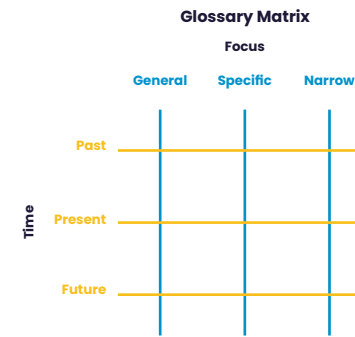 Glossary Matrix
Focus
General Specific Narrow
Past
Time
Present
Future